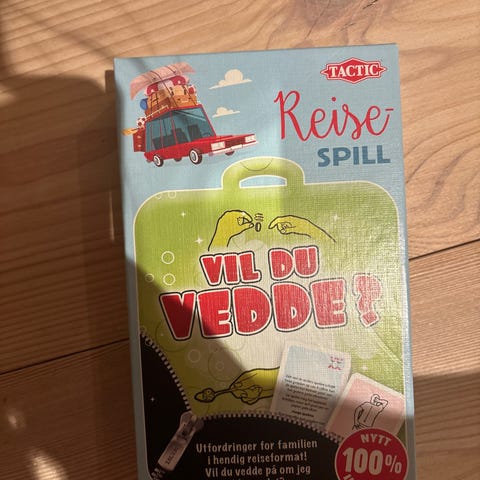 TACTIC
Reise-
SPILL
VIL DU
VEDDE?
NYTT
100%
Utfordringer for familien
i hendig reiseformat!
Vil du vedde på om jeg